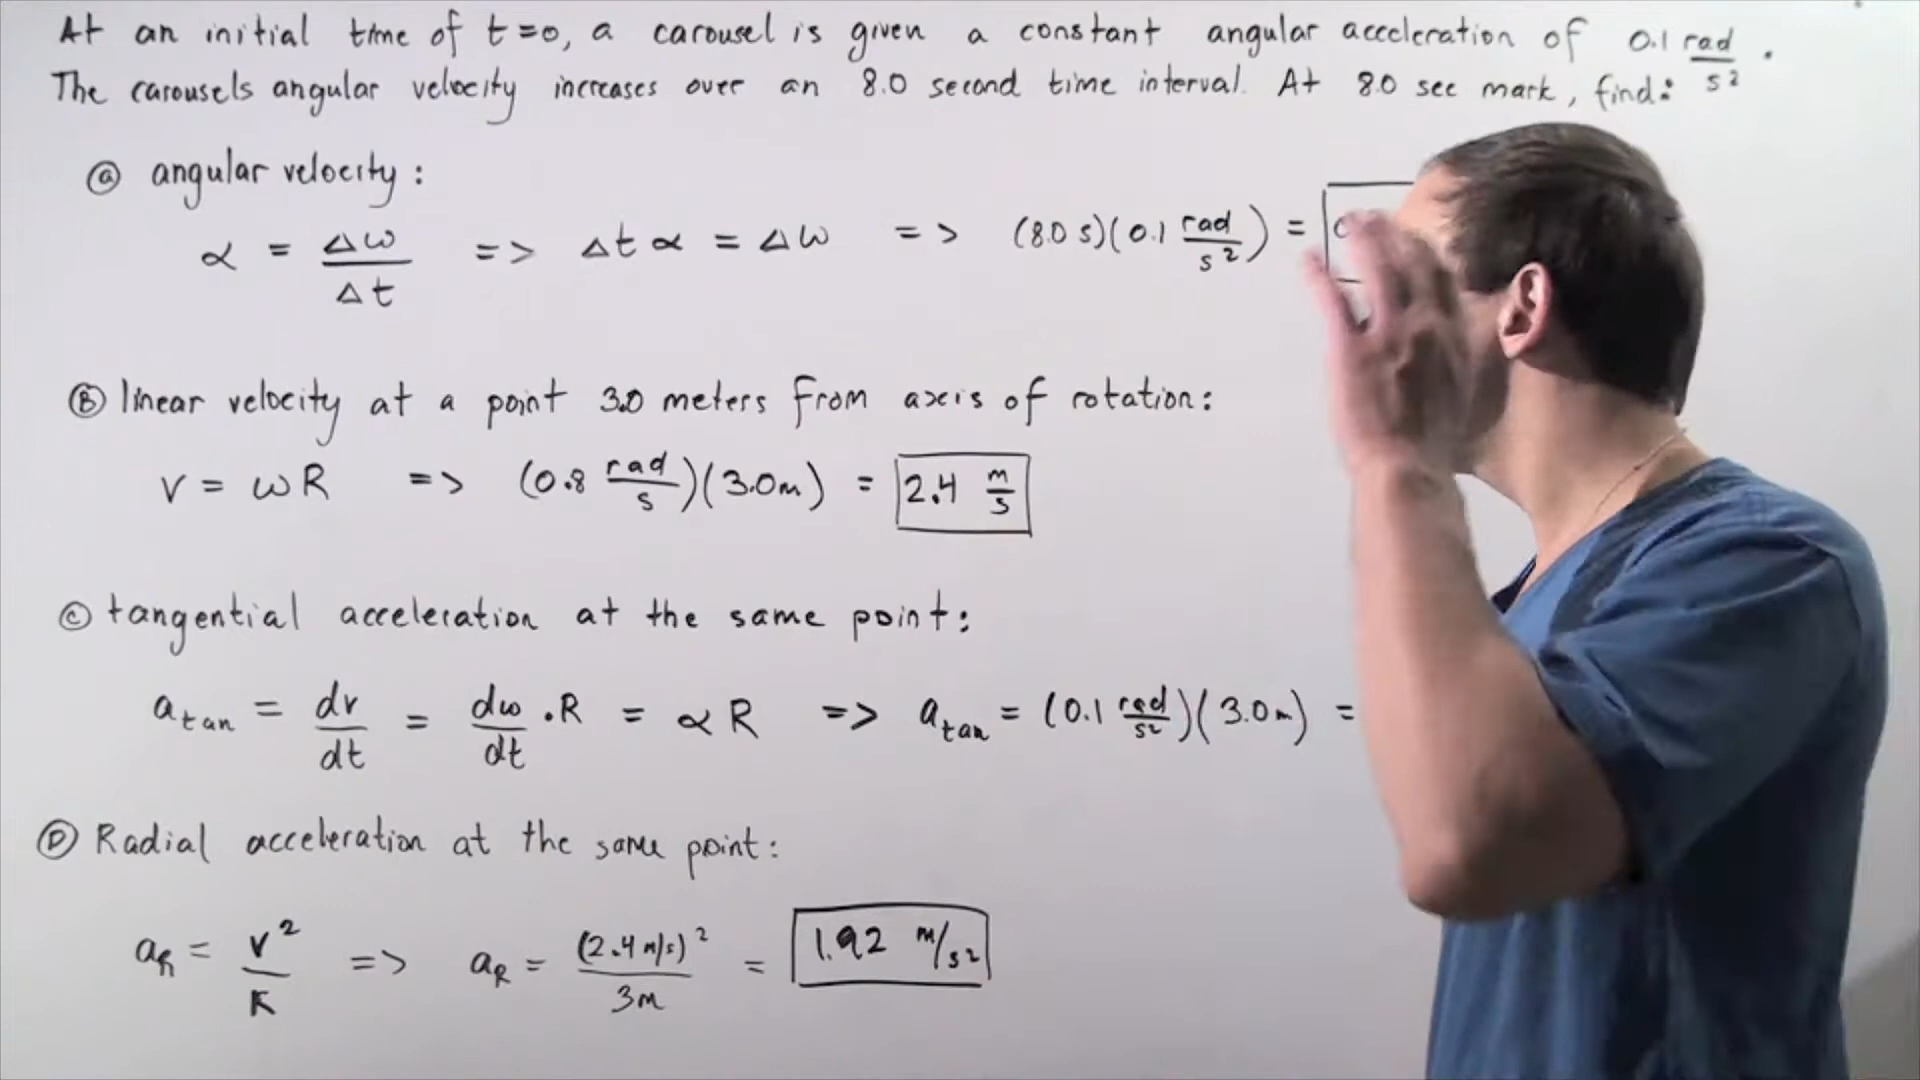 At an initial time of t=0, a carousel is given a constant angular acceleration of 0.1 rad/s².
The carousels angular velocity increases over an 8.0 second time interval. At 8.0 sec mark, find:
ⓐ angular velocity:
α = Δω/Δt => Δt α = Δω => (8.0 s)(0.1 rad/s²) =
Ⓑ linear velocity at a point 3.0 meters from axis of rotation:
v = ωR => (0.8 rad/s)(3.0m) = 2.4 m/s
Ⓒ tangential acceleration at the same point:
a_tan = dv/dt = dω/dt · R = αR => a_tan = (0.1 rad/s²)(3.0m) =
Ⓓ Radial acceleration at the same point:
a_R = v²/R => a_R = (2.4 m/s)²/3m = 1.92 m/s²